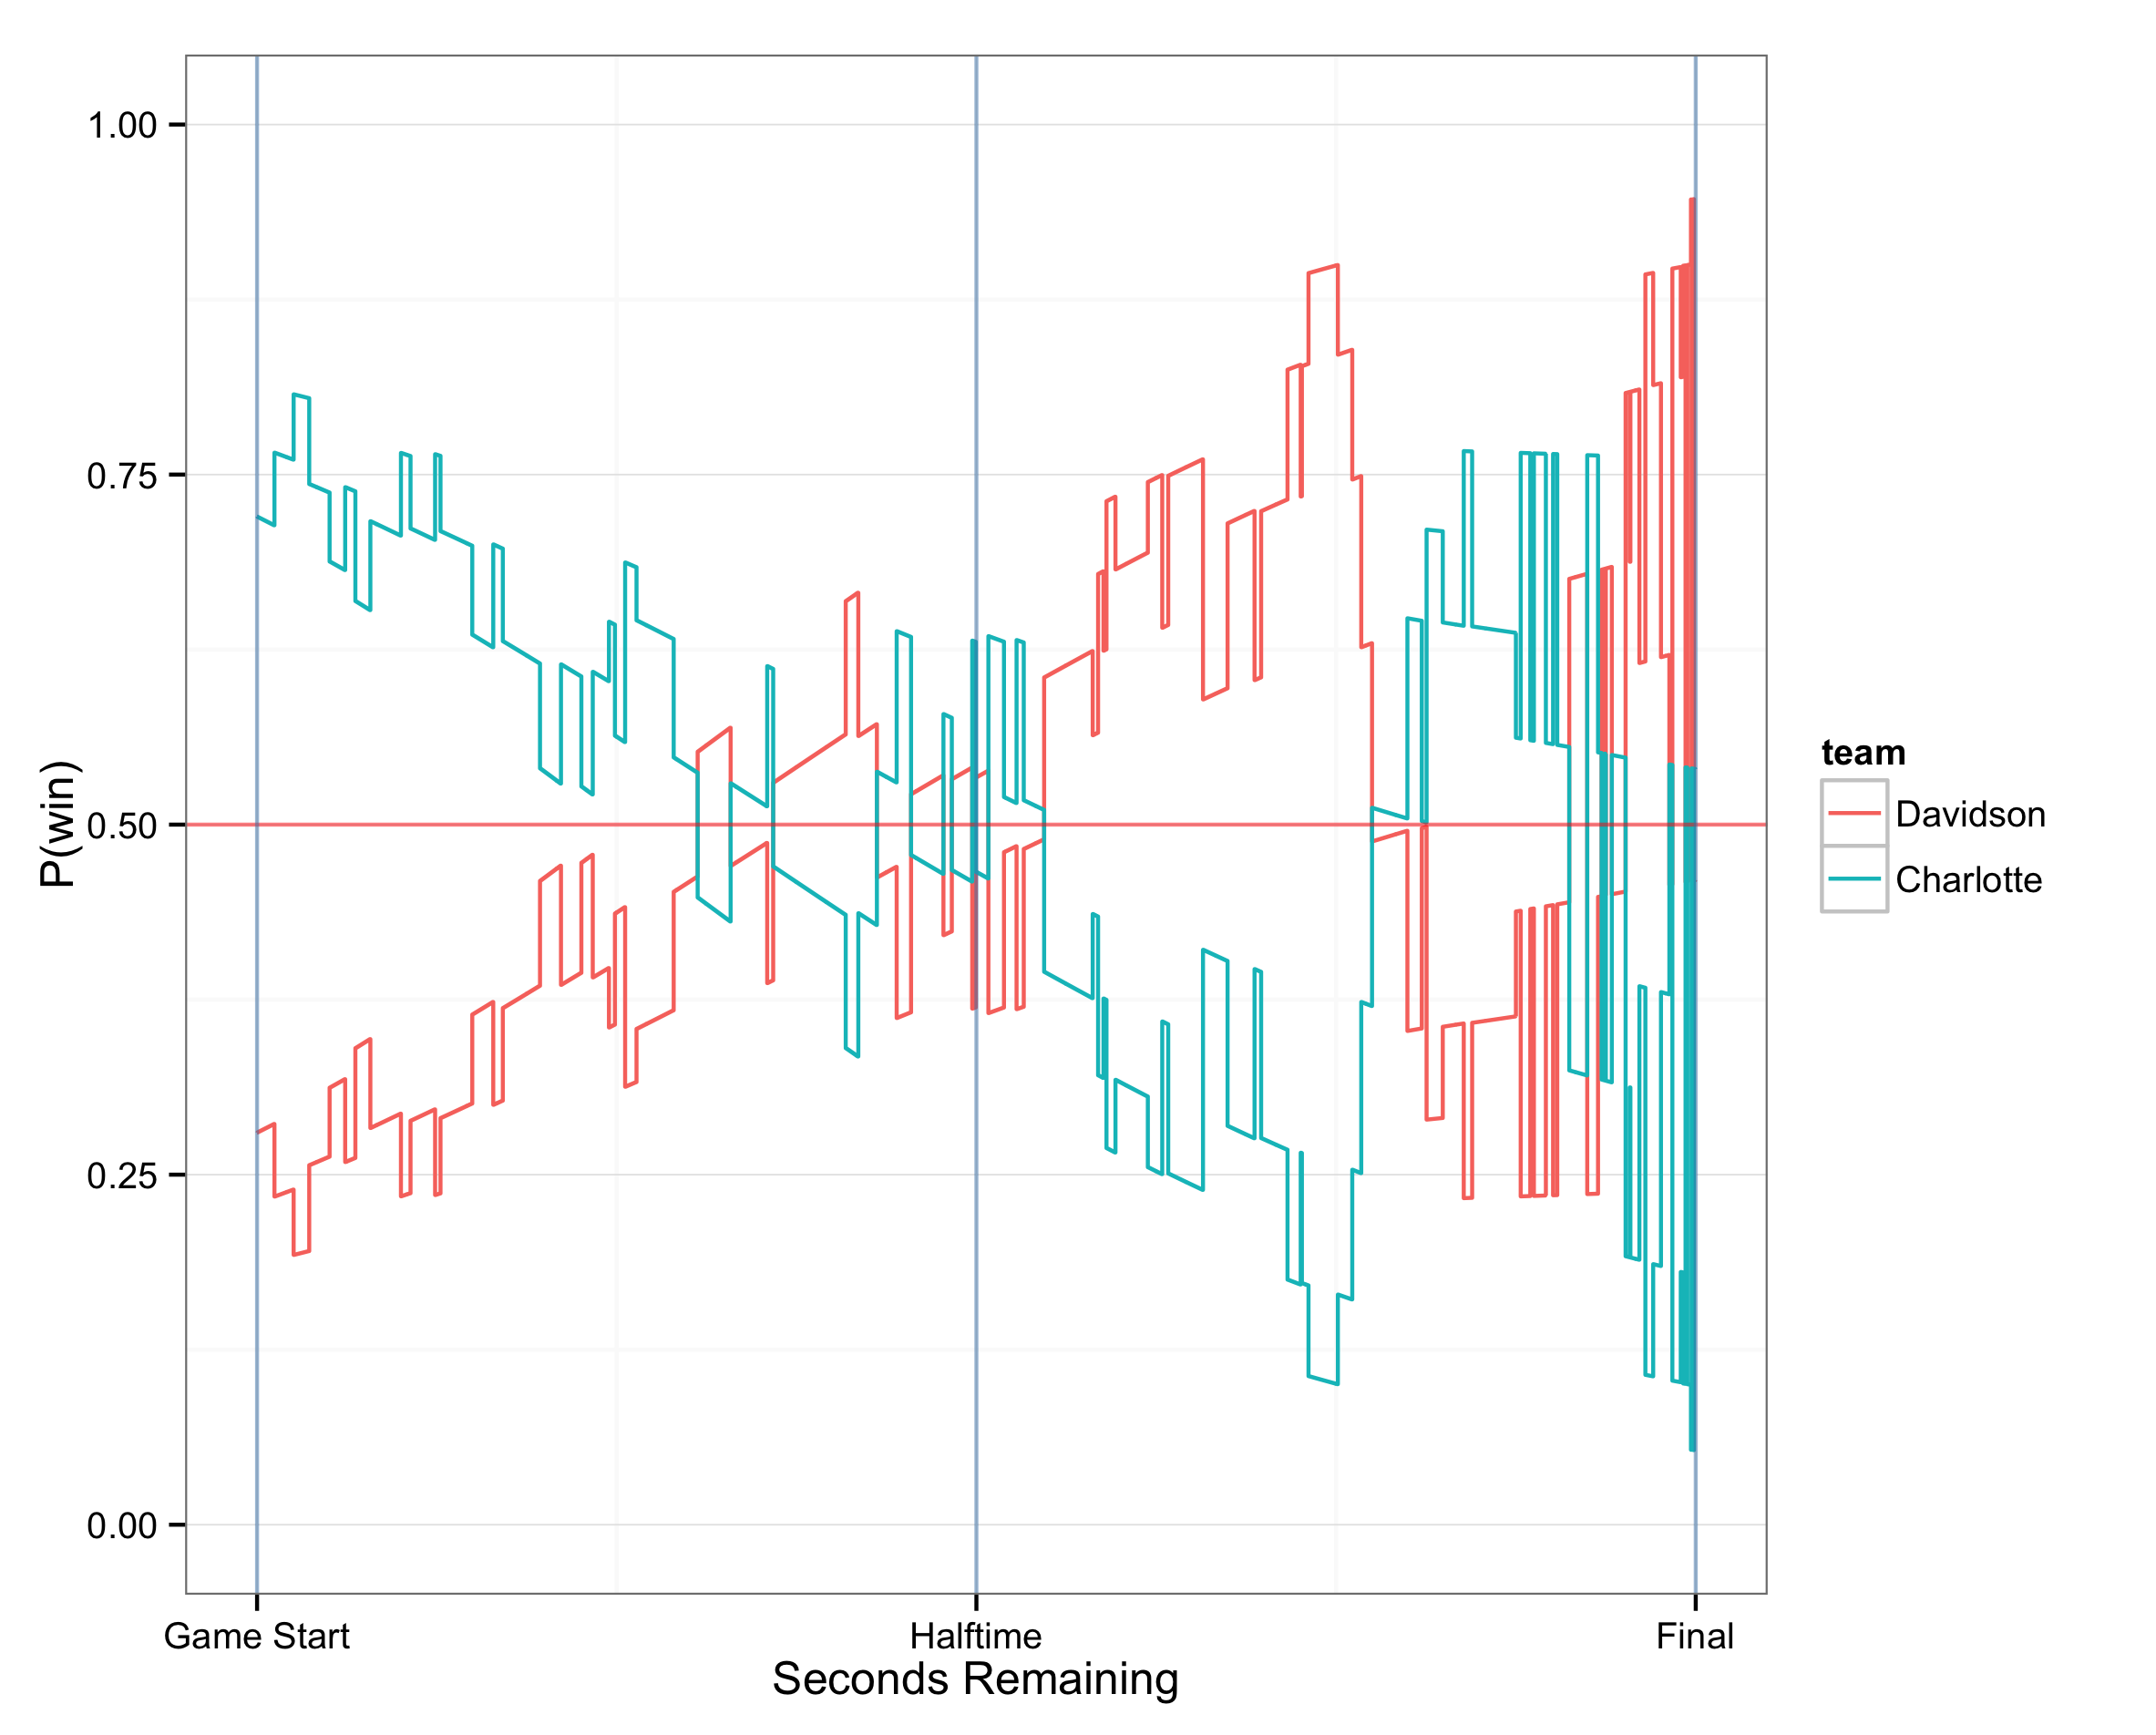 1.00
0.75
0.50
0.25
0.00
P(win)
Game Start
Halftime
Final
Seconds Remaining
team
Davidson
Charlotte